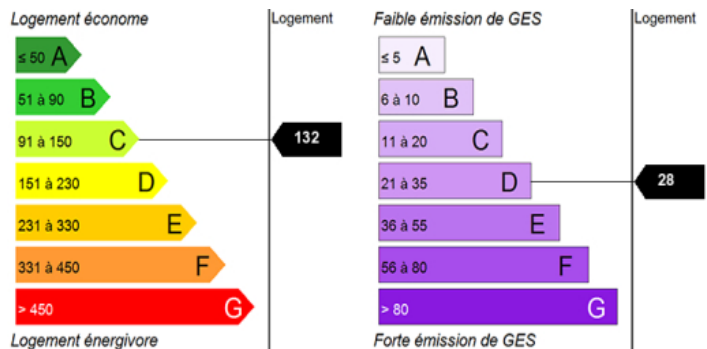 Logement économe
Logement
≤ 50 A
51 à 90 B
91 à 150 C
132
151 à 230 D
231 à 330 E
331 à 450 F
> 450 G
Logement énergivore
Faible émission de GES
Logement
≤ 5 A
6 à 10 B
11 à 20 C
21 à 35 D
28
36 à 55 E
56 à 80 F
> 80 G
Forte émission de GES